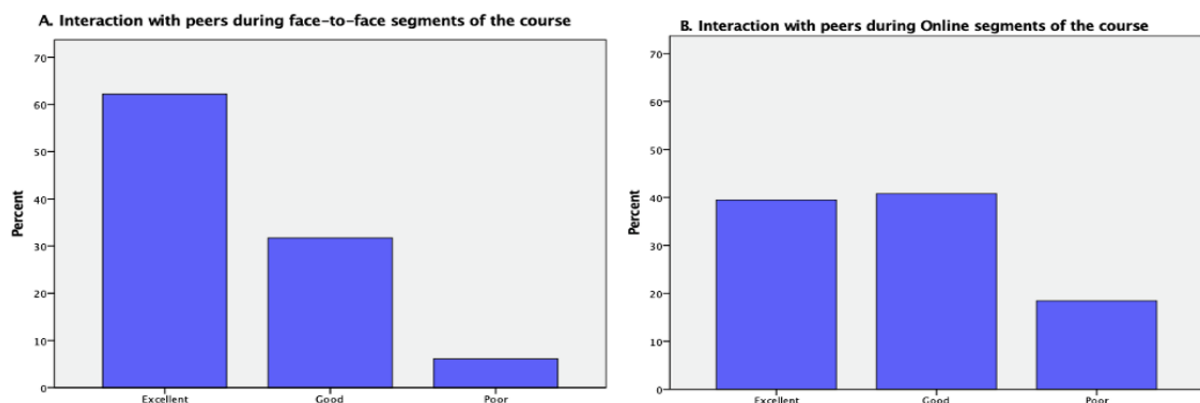 A. Interaction with peers during face-to-face segments of the course
70
60
50
40
30
20
10
0
Percent
Excellent Good Poor
B. Interaction with peers during Online segments of the course
70
60
50
40
30
20
10
0
Percent
Excellent Good Poor